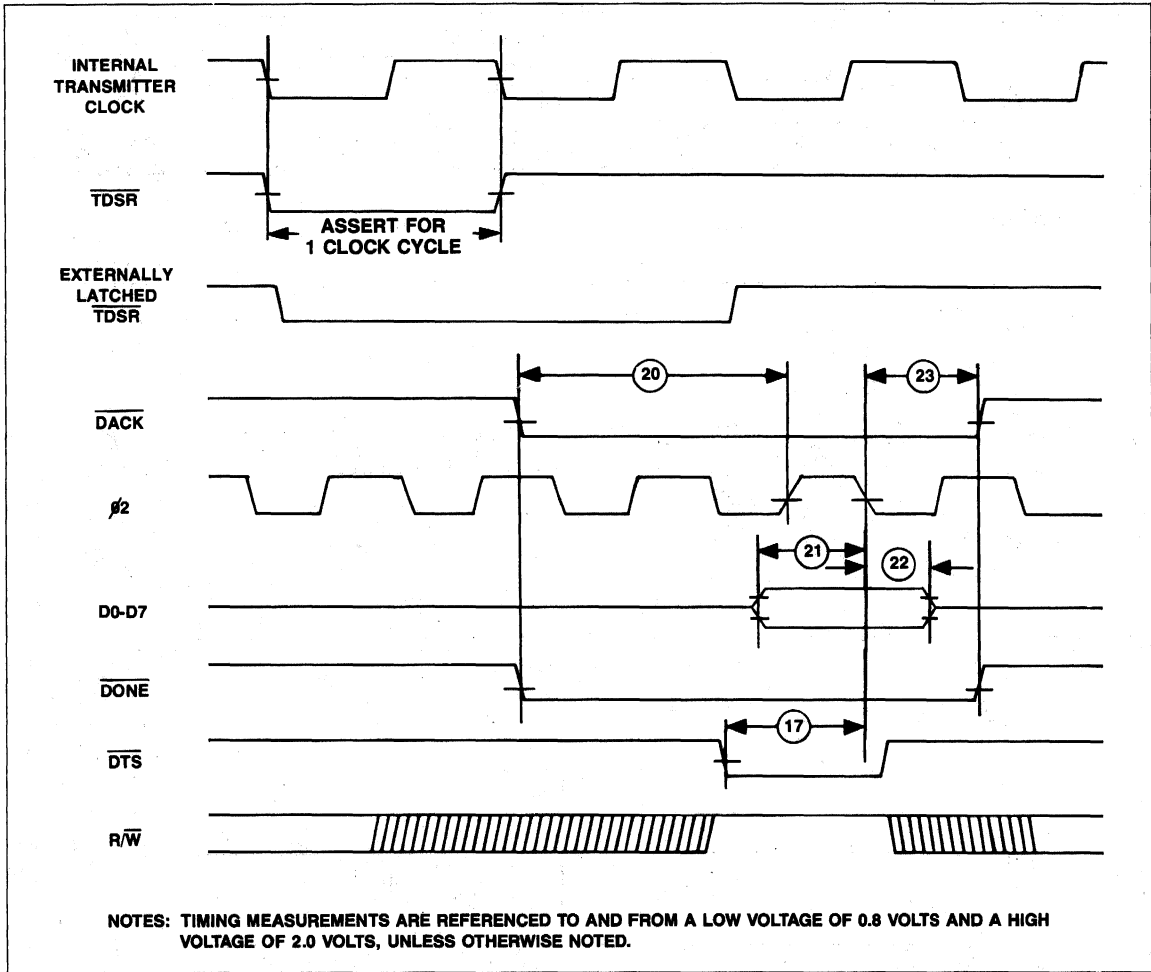 INTERNAL
TRANSMITTER
CLOCK
TDSR
ASSERT FOR
1 CLOCK CYCLE
EXTERNALLY
LATCHED
TDSR
20
23
DACK
ø2
21
22
D0-D7
DONE
17
DTS
R/W
NOTES: TIMING MEASUREMENTS ARE REFERENCED TO AND FROM A LOW VOLTAGE OF 0.8 VOLTS AND A HIGH
VOLTAGE OF 2.0 VOLTS, UNLESS OTHERWISE NOTED.